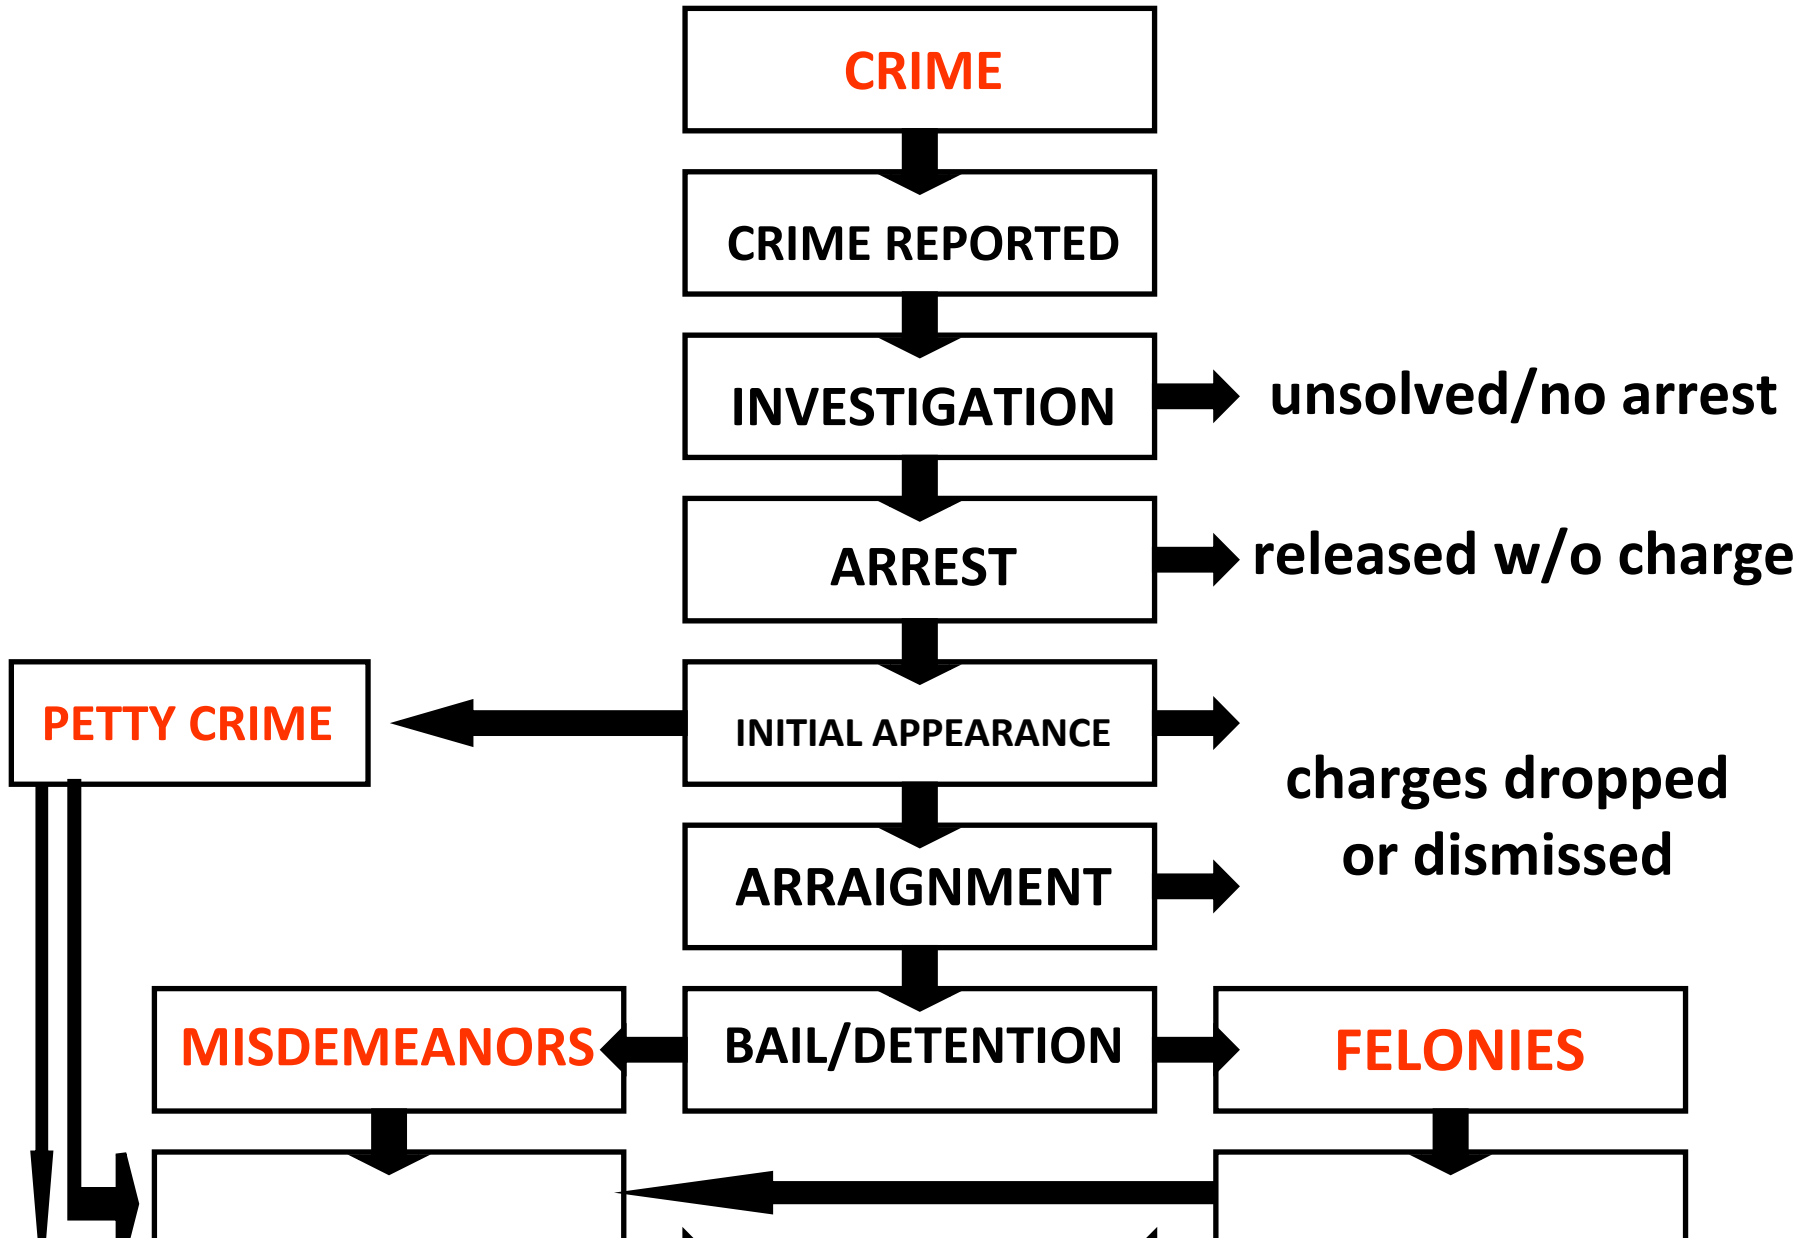 CRIME
CRIME REPORTED
INVESTIGATION
unsolved/no arrest
ARREST
released w/o charge
PETTY CRIME
INITIAL APPEARANCE
charges dropped
or dismissed
ARRAIGNMENT
MISDEMEANORS
BAIL/DETENTION
FELONIES